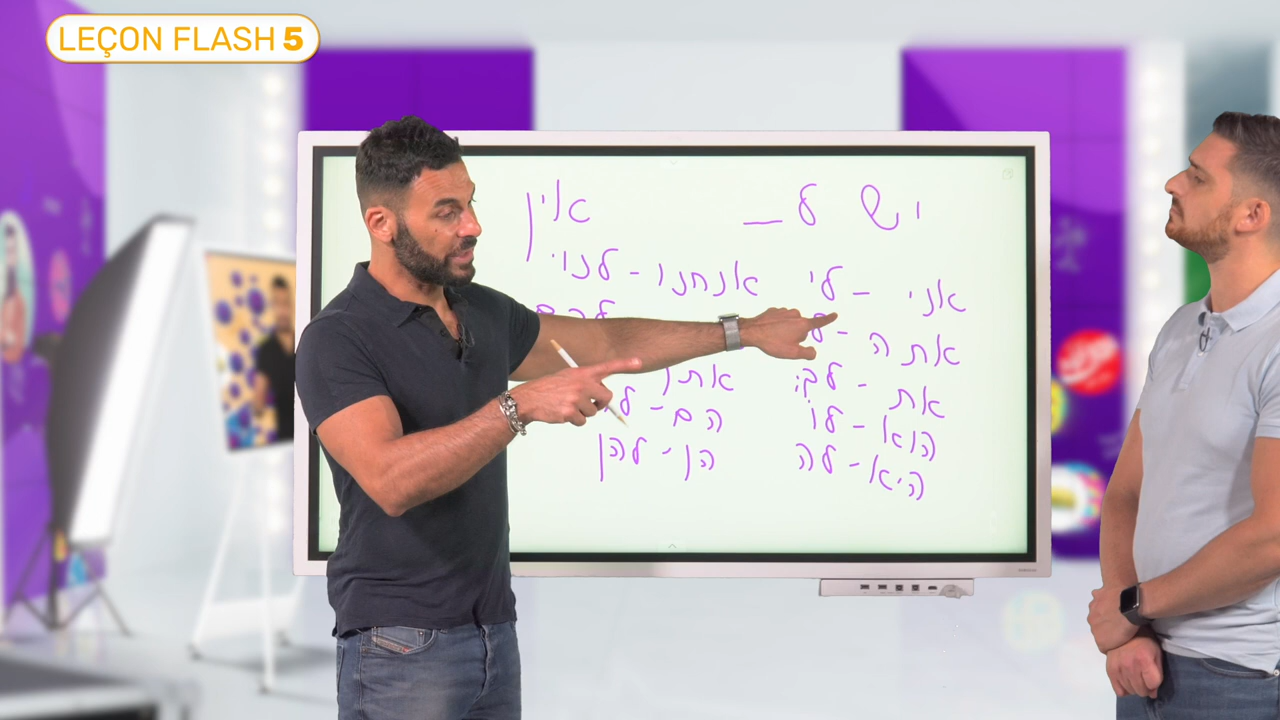 LEÇON FLASH 5
יש ל_
אין
אני - לי
אתה -
את - לך
הוא - לו
היא - לה
אנחנו - לנו
אתן
הם -
הן - להן